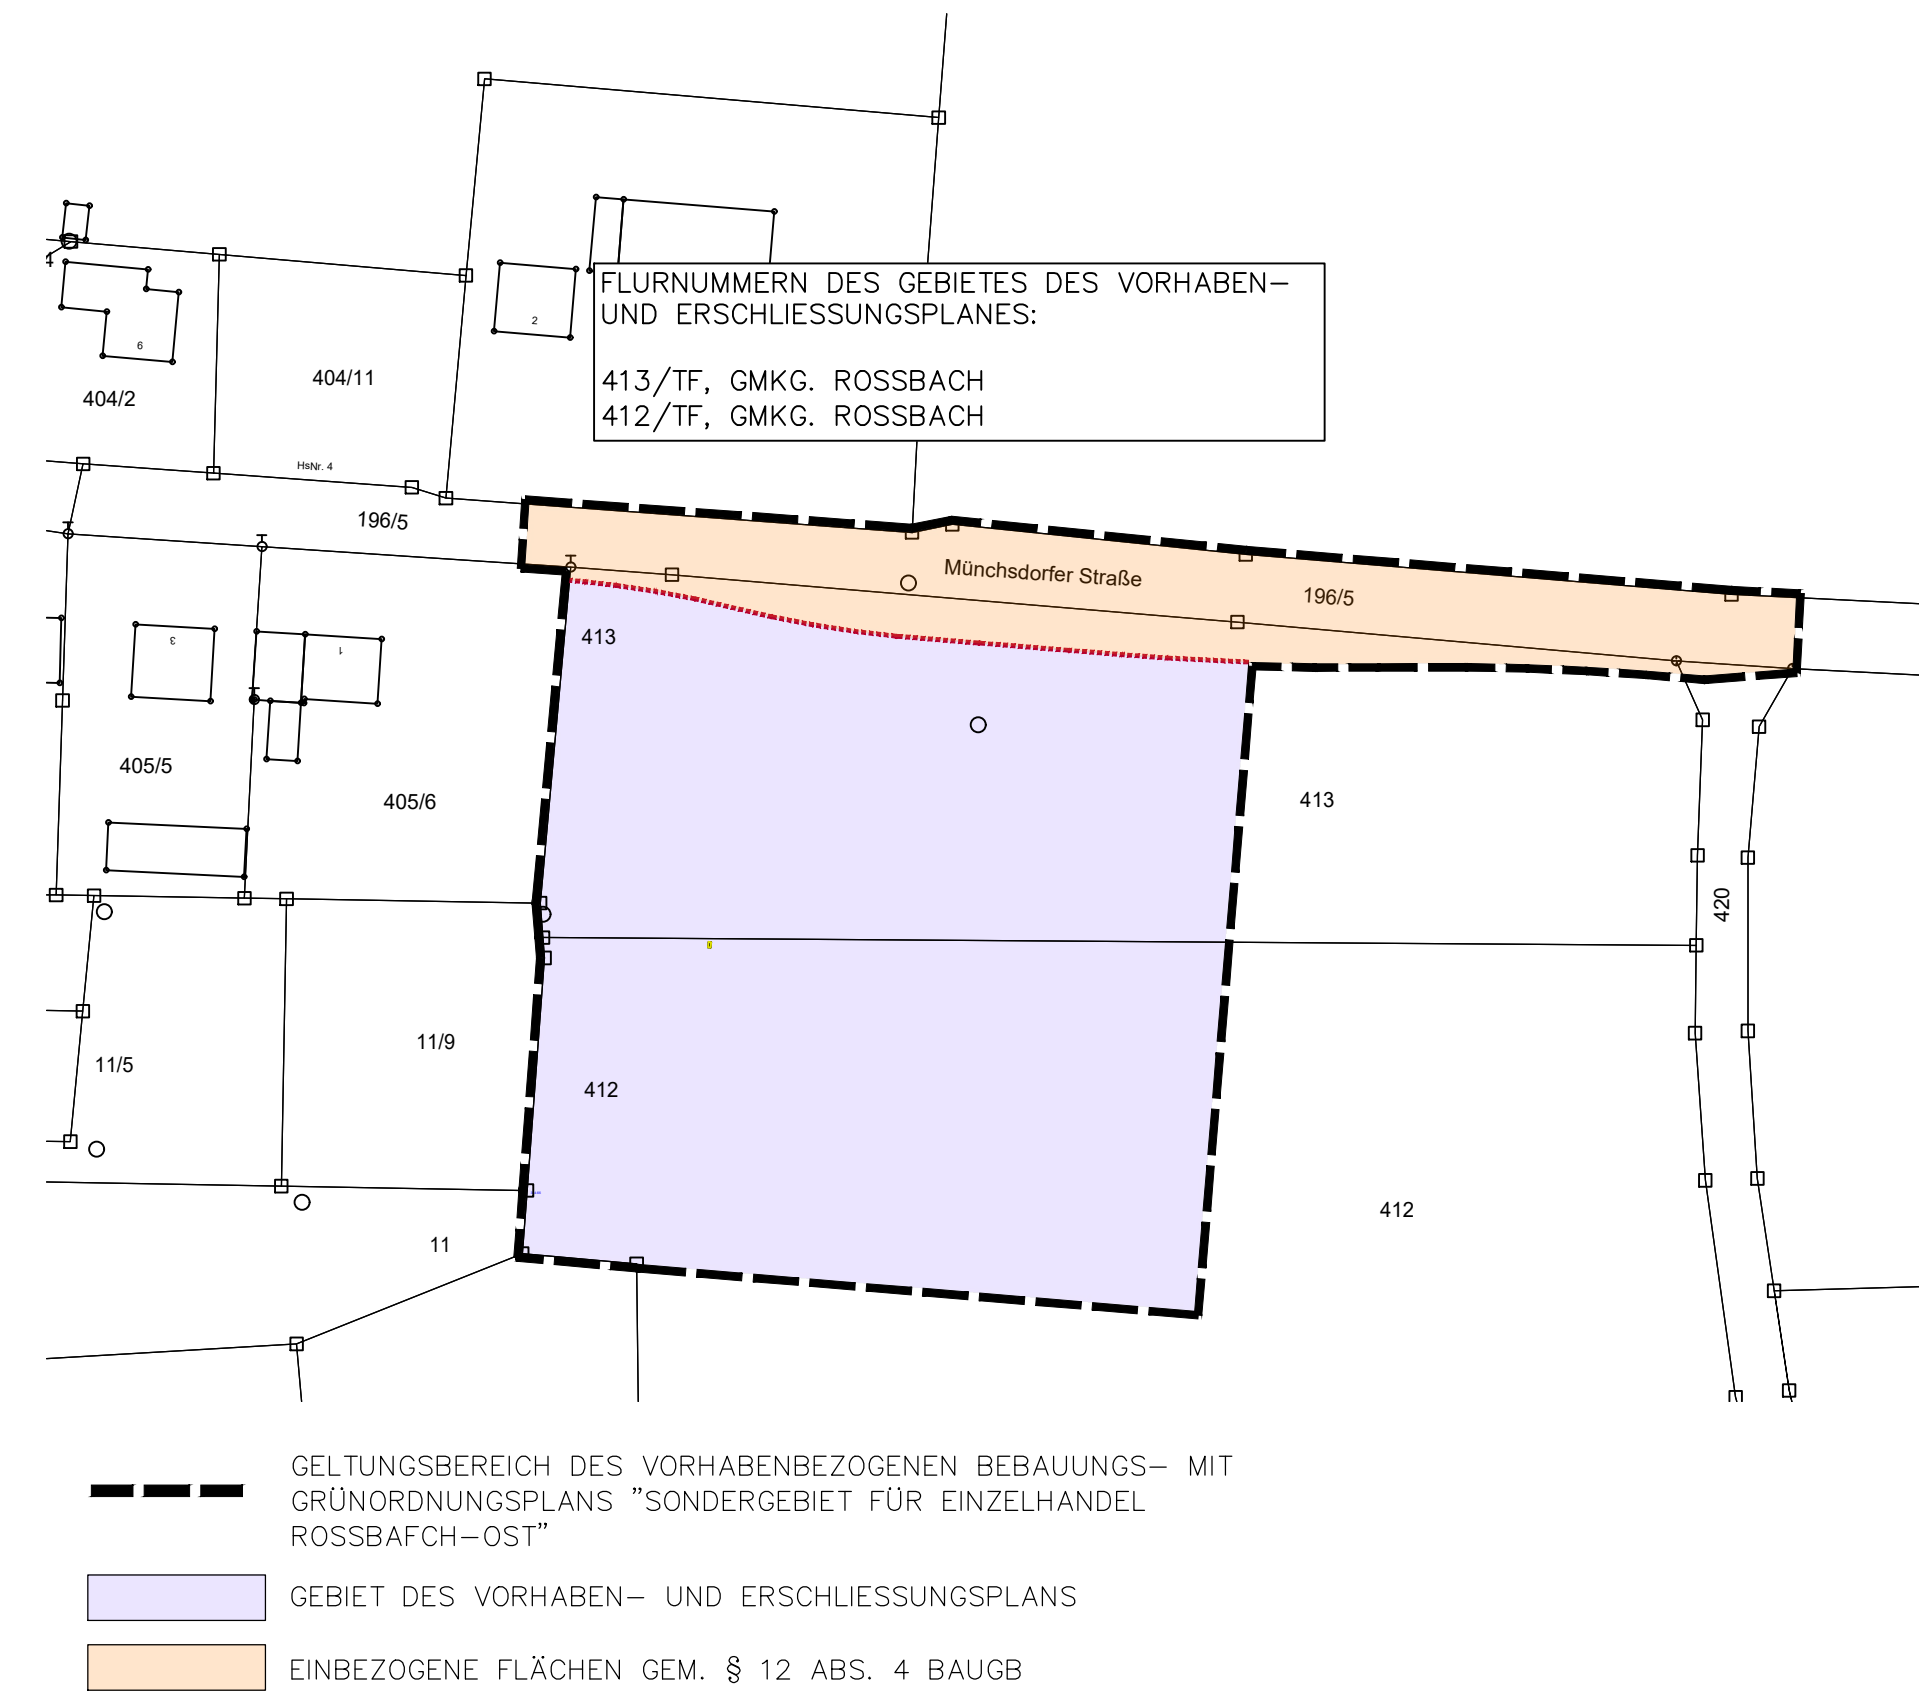 4
6
404/2
404/11
HsNr. 4
2
FLURNUMMERN DES GEBIETES DES VORHABEN-
UND ERSCHLIESSUNGSPLANES:
413/TF, GMKG. ROSSBACH
412/TF, GMKG. ROSSBACH
196/5
Münchsdorfer Straße
196/5
3
1
413
405/5
405/6
413
420
11/9
11/5
412
412
11
GELTUNGSBEREICH DES VORHABENBEZOGENEN BEBAUUNGS- MIT
GRÜNORDNUNGSPLANS "SONDERGEBIET FÜR EINZELHANDEL
ROSSBAFCH-OST"
GEBIET DES VORHABEN- UND ERSCHLIESSUNGSPLANS
EINBEZOGENE FLÄCHEN GEM. § 12 ABS. 4 BAUGB